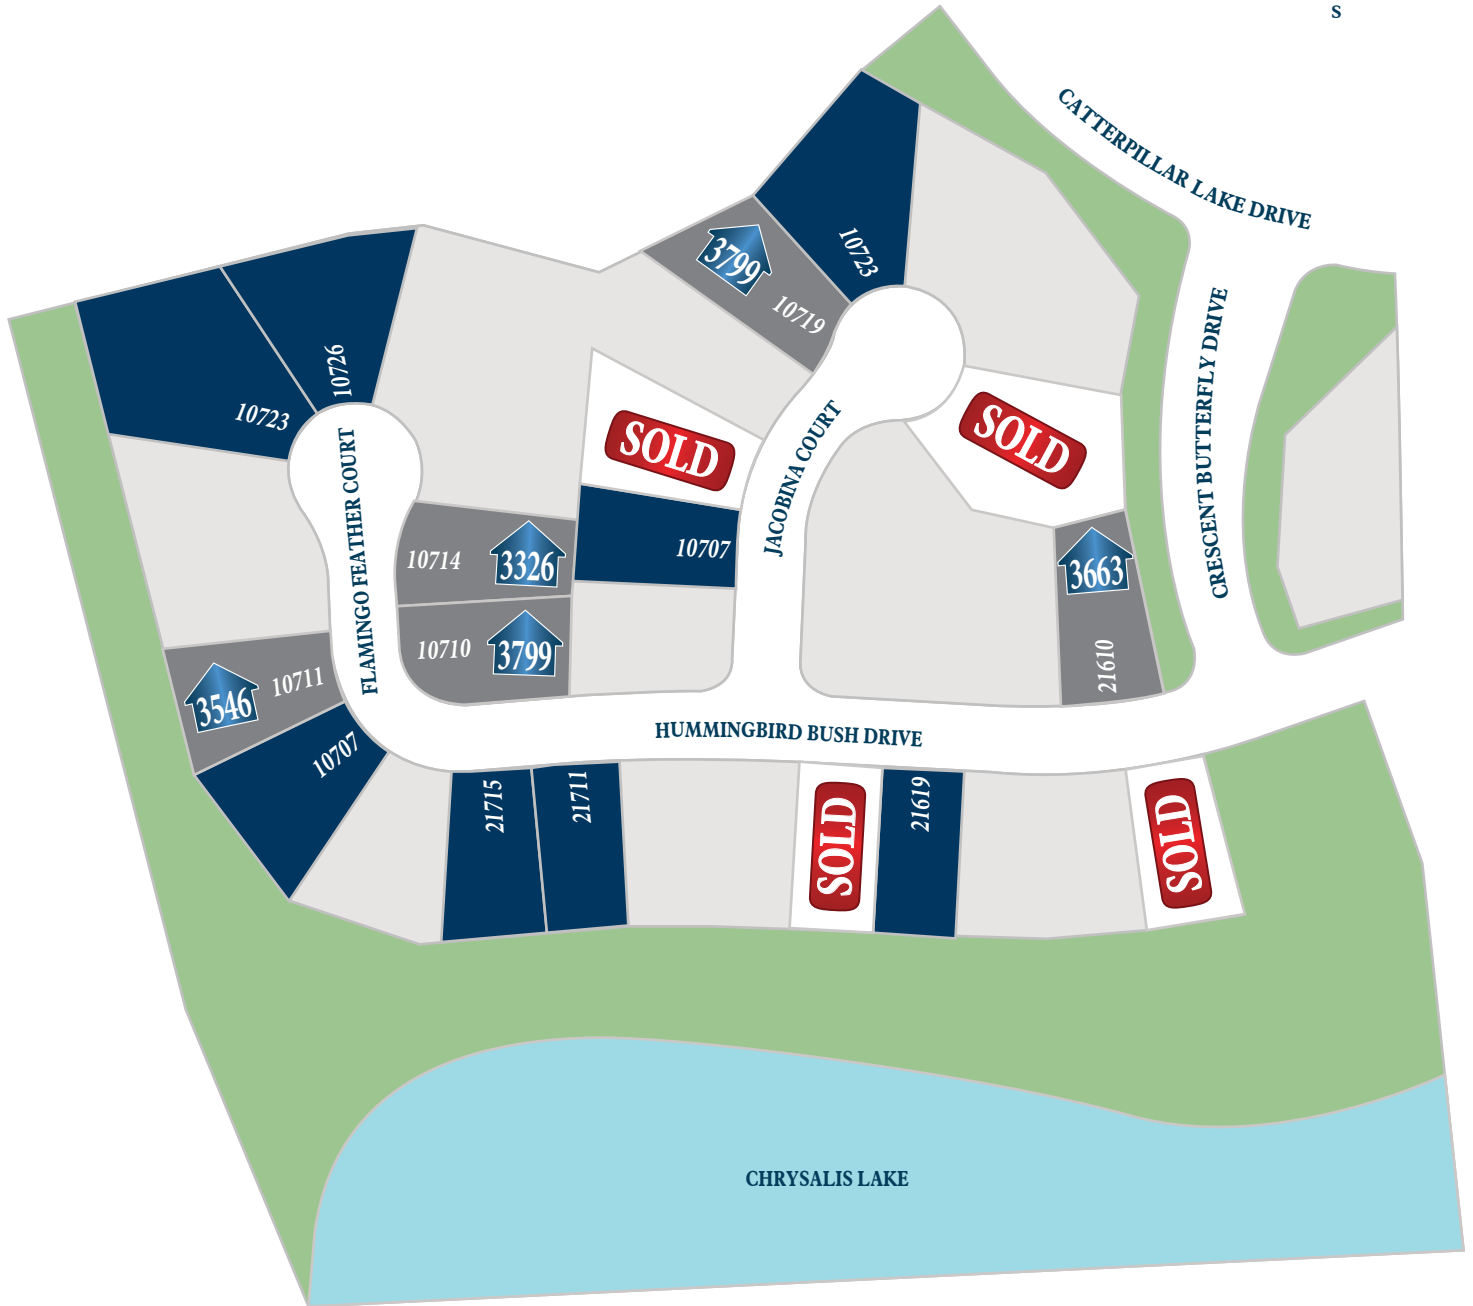 S
CATTERPILLAR LAKE DRIVE
10723
3799
10719
CRESCENT BUTTERFLY DRIVE
10726
10723
SOLD
SOLD
JACOBINA COURT
FLAMINGO FEATHER COURT
10707
10714
3326
3663
10710
3799
21610
3546
10711
HUMMINGBIRD BUSH DRIVE
10707
21715
21711
SOLD
21619
SOLD
CHRYSALIS LAKE